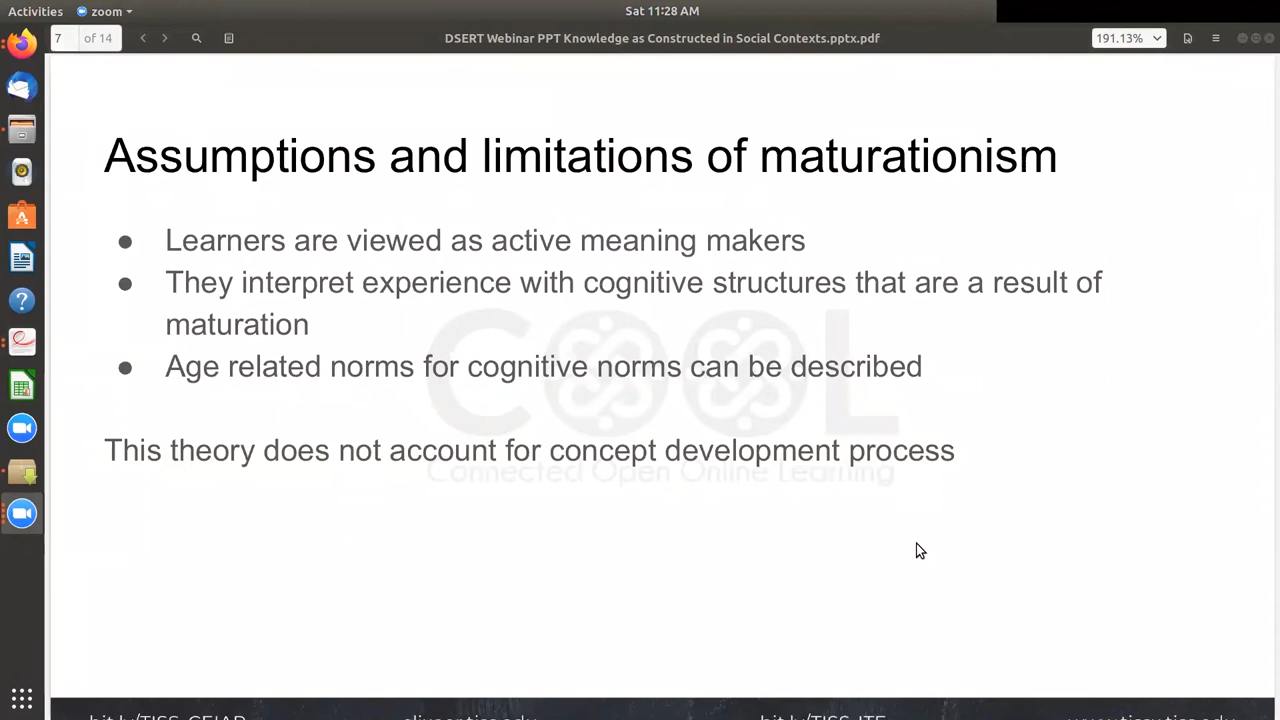 Activities
zoom
Sat 11:28 AM
7
of 14
DSERT Webinar PPT Knowledge as Constructed in Social Contexts.pptx.pdf
191.13%
Assumptions and limitations of maturationism
● Learners are viewed as active meaning makers
● They interpret experience with cognitive structures that are a result of
maturation
● Age related norms for cognitive norms can be described
This theory does not account for concept development process
COOL
Connected Open Online Learning